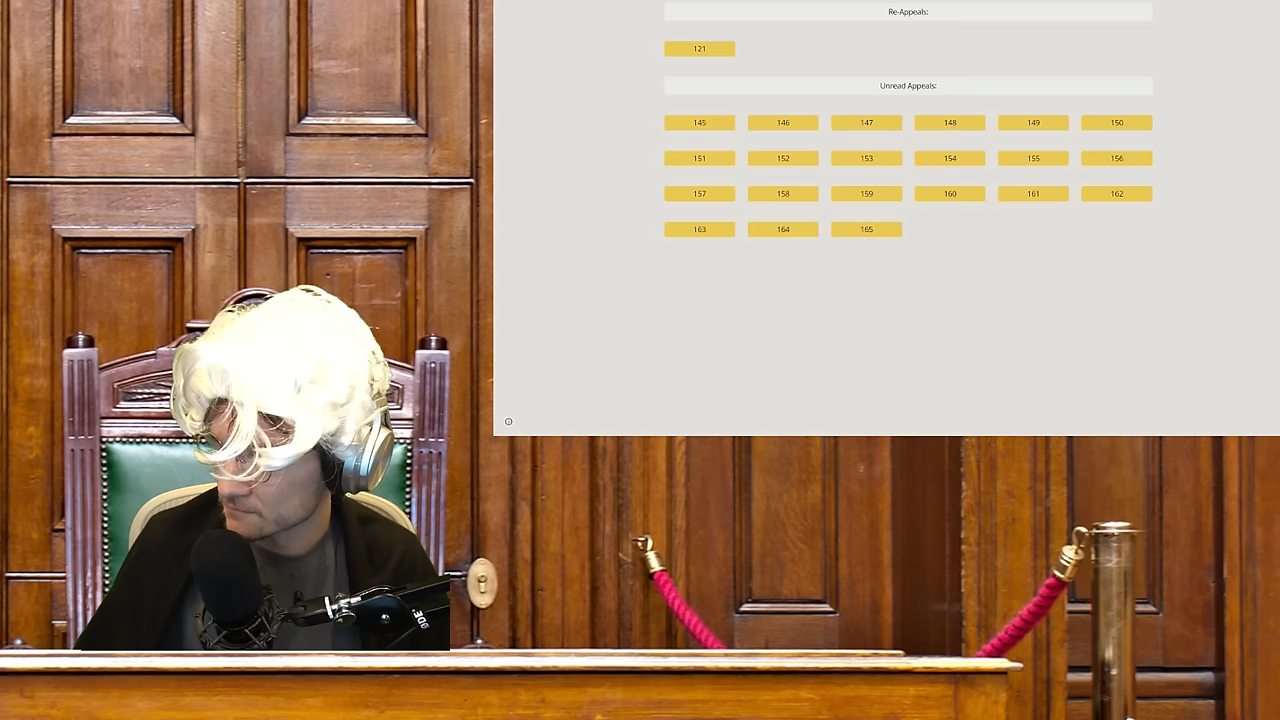 Re-Appeals:
121
Unread Appeals:
145 146 147 148 149 150
151 152 153 154 155 156
157 158 159 160 161 162
163 164 165